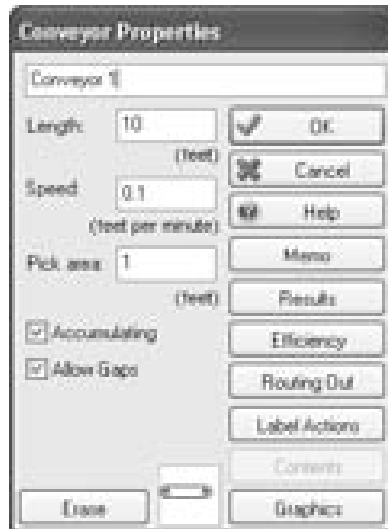 Conveyor Properties
Conveyor 1
Length: 10
(feet)
Speed: 0.1
(feet per minute)
Pick area: 1
(feet)
Accumulating
Allow Gaps
OK
Cancel
Help
Memo
Results
Efficiency
Routing Out
Label Actions
Contents
Erase
Graphics